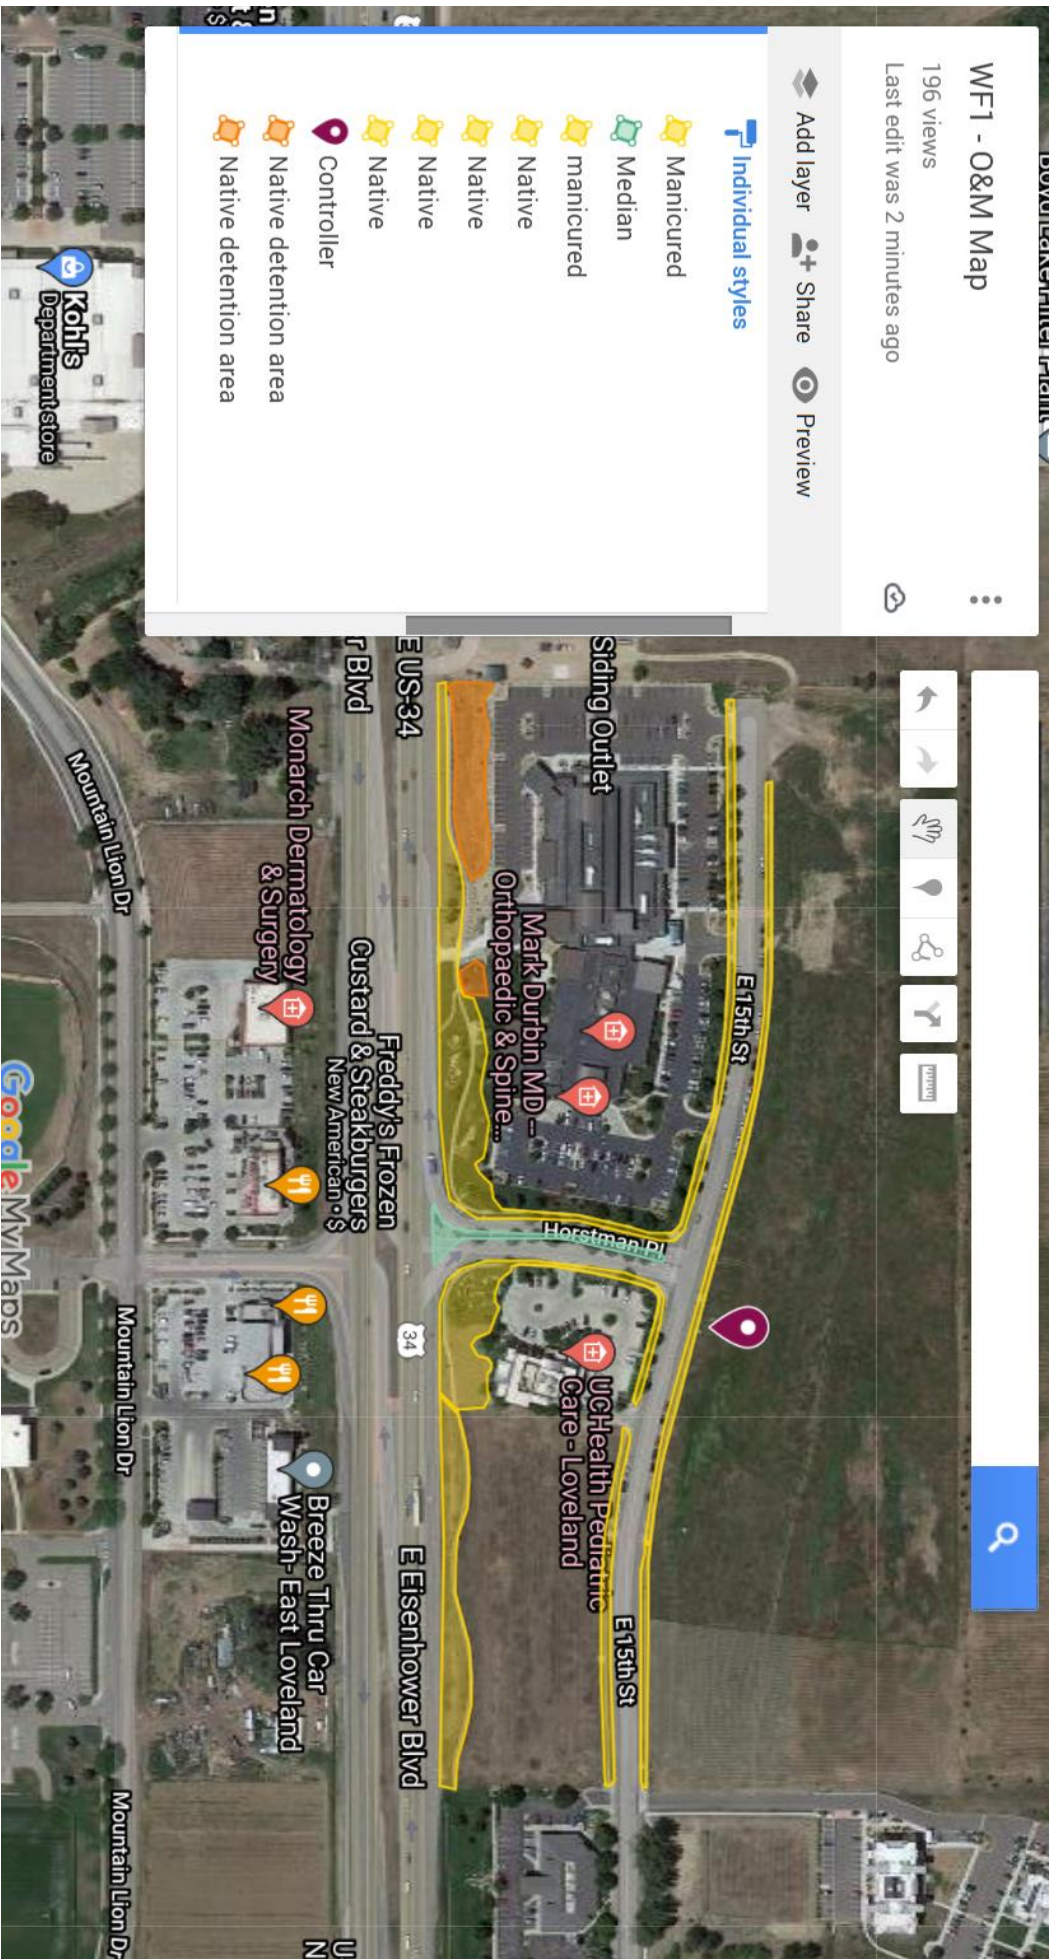 WF1 - O&M Map
196 views
Last edit was 2 minutes ago
Add layer
Share
Preview
Individual styles
Manicured
Median
manicured
Native
Native
Native
Native
Controller
Native detention area
Native detention area
Kohl's
Department store
Siding Outlet
E US-34
r Blvd
E 15th St
Mark Durbin MD –
Orthopaedic & Spine...
Monarch Dermatology
& Surgery
Freddy's Frozen
Custard & Steakburgers
New American • $
Horstman Pl
34
UCHealth Pediatric
Care - Loveland
E 15th St
E Eisenhower Blvd
Breeze Thru Car
Wash- East Loveland
Mountain Lion Dr
Mountain Lion Dr
Mountain Lion Dr
Google My Maps